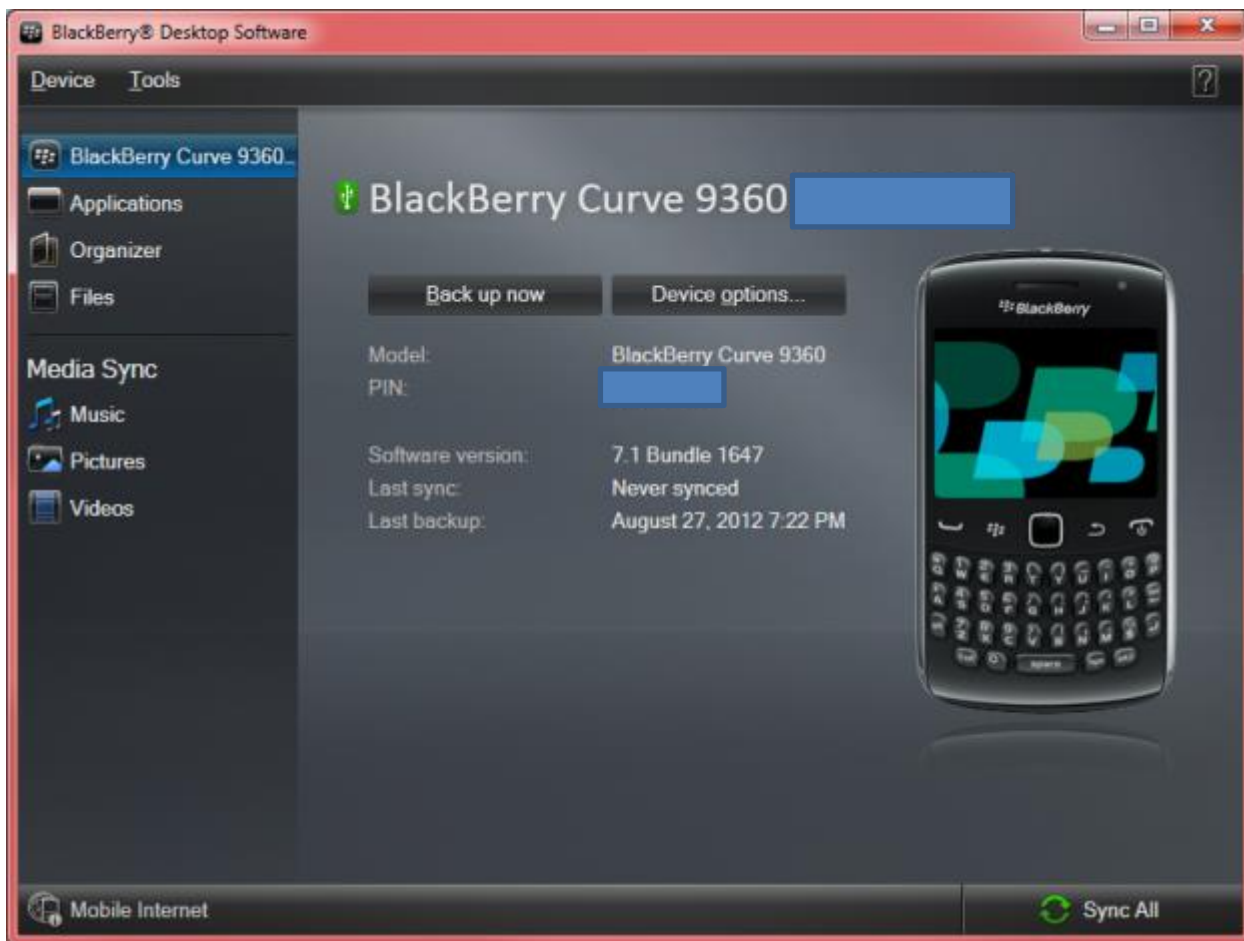 BlackBerry® Desktop Software
Device Tools
?
BlackBerry Curve 9360...
Applications
Organizer
Files
Media Sync
Music
Pictures
Videos
BlackBerry Curve 9360
Back up now Device options...
Model: BlackBerry Curve 9360
PIN:
Software version: 7.1 Bundle 1647
Last sync: Never synced
Last backup: August 27, 2012 7:22 PM
BlackBerry
space
Mobile Internet
Sync All